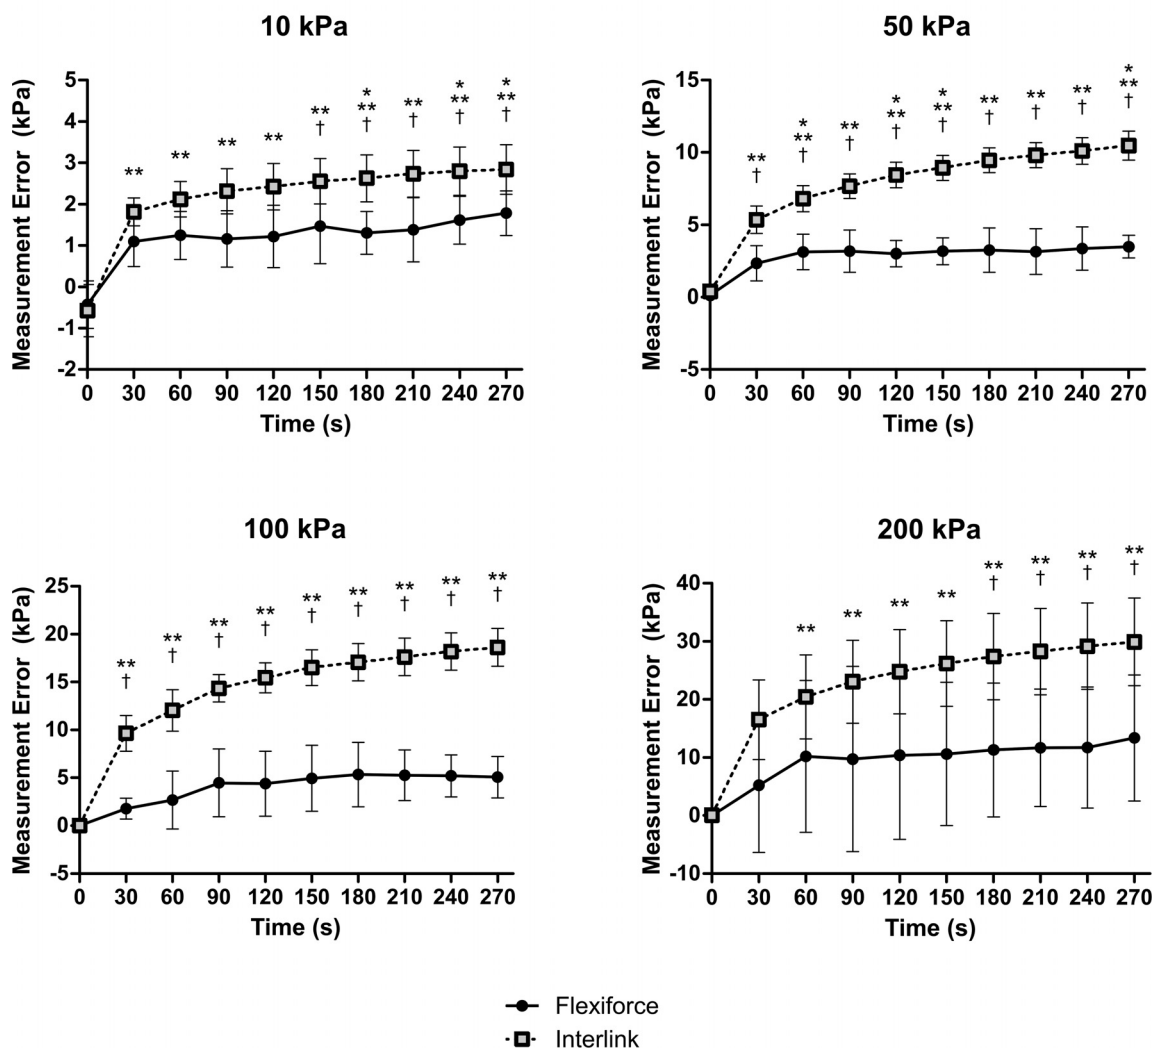 10 kPa
Measurement Error (kPa)
5
4
3
2
1
0
-1
-2
** ** ** ** ** * ** ** * ** * **
† † † † †
0 30 60 90 120 150 180 210 240 270
Time (s)
50 kPa
Measurement Error (kPa)
15
10
5
0
-5
** * ** ** * ** * ** ** ** ** * **
† † † † † † † † †
0 30 60 90 120 150 180 210 240 270
Time (s)
100 kPa
Measurement Error (kPa)
25
20
15
10
5
0
-5
** ** ** ** ** ** ** ** **
† † † † † † † † †
0 30 60 90 120 150 180 210 240 270
Time (s)
200 kPa
Measurement Error (kPa)
40
30
20
10
0
-10
** ** ** ** ** ** ** **
† † † †
0 30 60 90 120 150 180 210 240 270
Time (s)
Flexiforce
Interlink